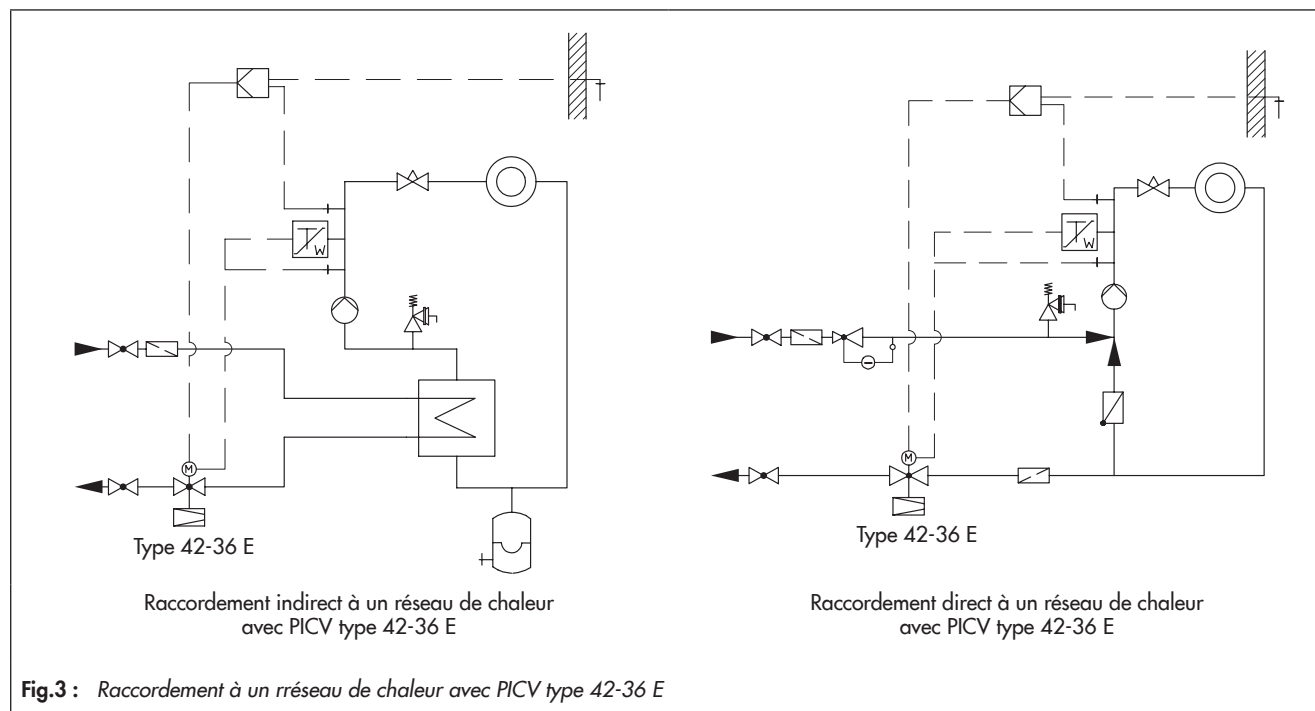 T
W
M
Type 42-36 E
Raccordement indirect à un réseau de chaleur
avec PICV type 42-36 E
T
W
M
Type 42-36 E
Raccordement direct à un réseau de chaleur
avec PICV type 42-36 E
Fig.3 : Raccordement à un rréseau de chaleur avec PICV type 42-36 E